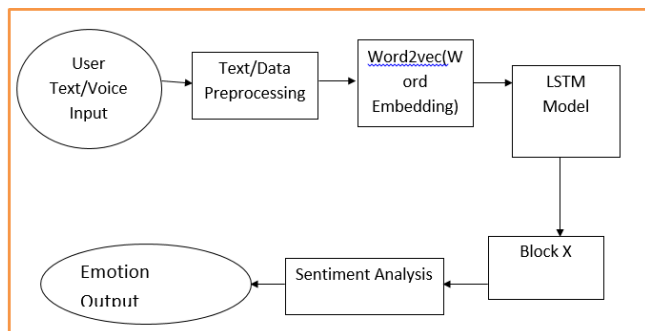 User
Text/Voice
Input
Text/Data
Preprocessing
Word2vec(W
ord
Embedding)
LSTM
Model
Block X
Sentiment Analysis
Emotion
Output